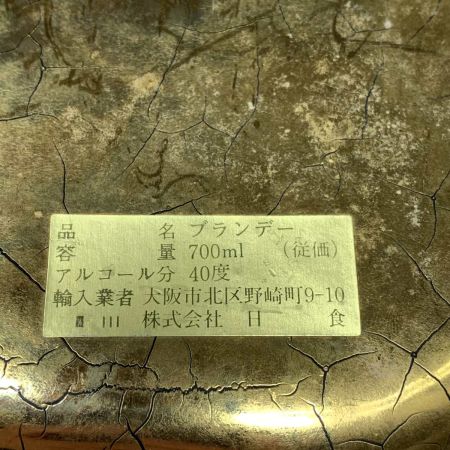 品 名 ブランデー
容 量 700ml (従価)
アルコール分 40度
輸入業者 大阪市北区野崎町9-10
株式会社 日 食